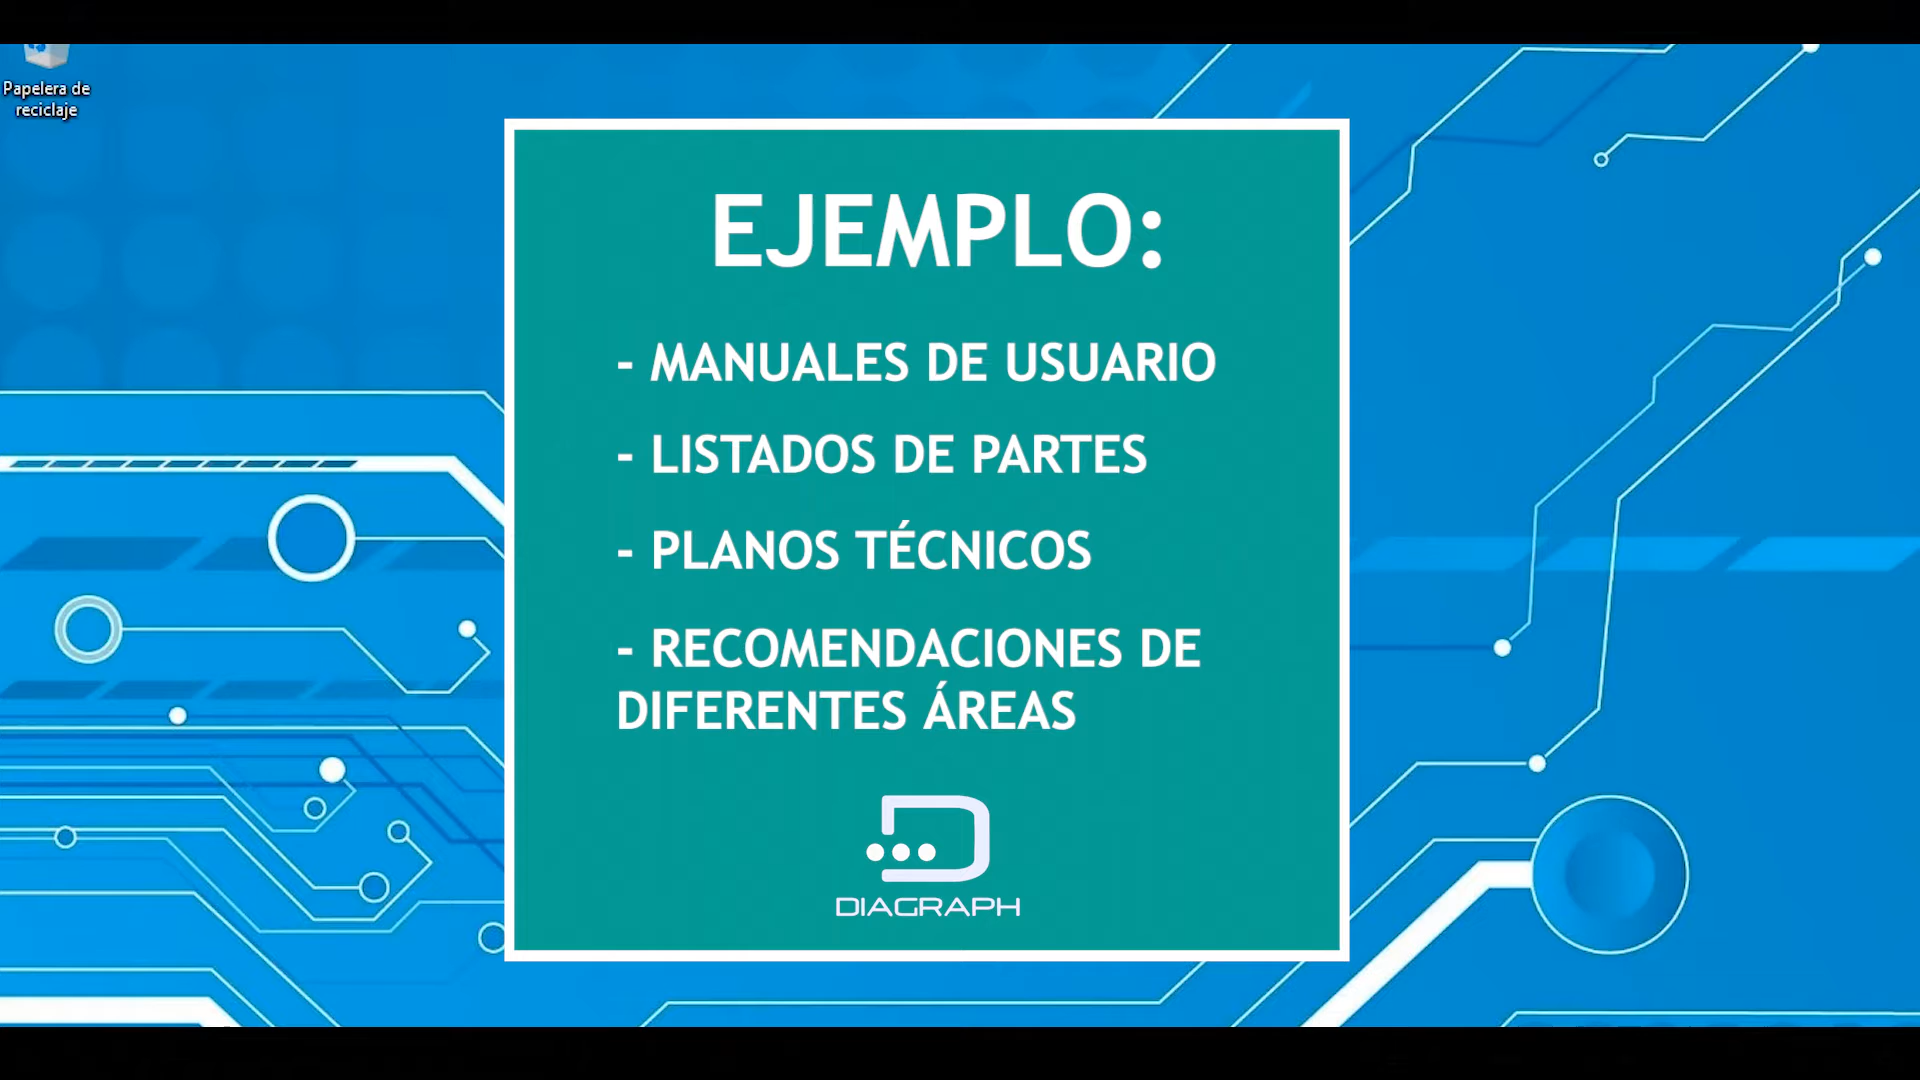 Papelera de
reciclaje
EJEMPLO:
- MANUALES DE USUARIO
- LISTADOS DE PARTES
- PLANOS TÉCNICOS
- RECOMENDACIONES DE
DIFERENTES ÁREAS
DIAGRAPH